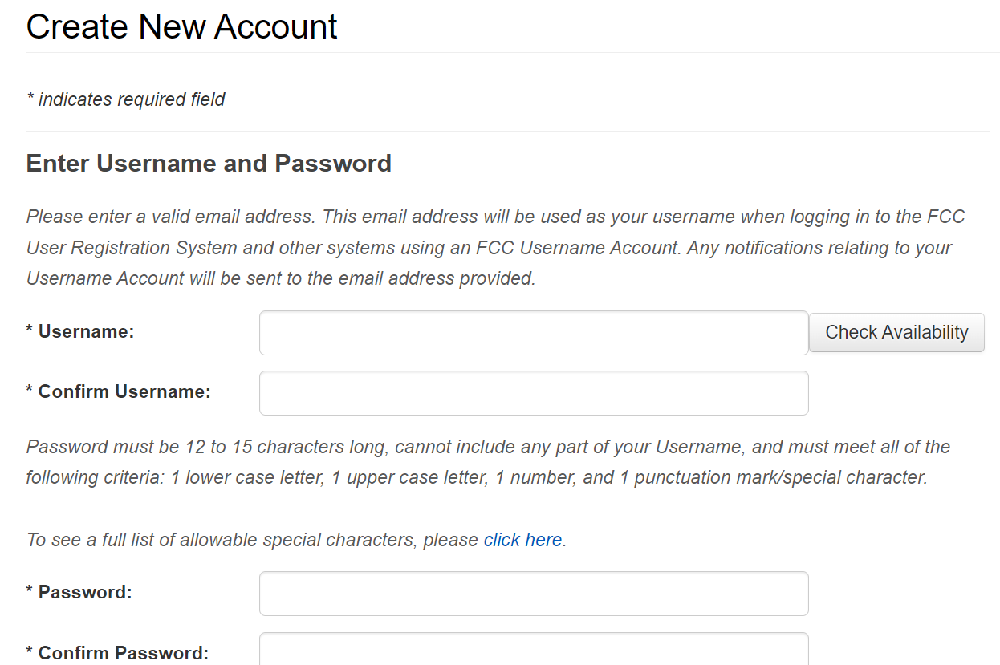 Create New Account
* indicates required field
Enter Username and Password
Please enter a valid email address. This email address will be used as your username when logging in to the FCC
User Registration System and other systems using an FCC Username Account. Any notifications relating to your
Username Account will be sent to the email address provided.
* Username:
Check Availability
* Confirm Username:
Password must be 12 to 15 characters long, cannot include any part of your Username, and must meet all of the
following criteria: 1 lower case letter, 1 upper case letter, 1 number, and 1 punctuation mark/special character.
To see a full list of allowable special characters, please click here.
* Password:
* Confirm Password: